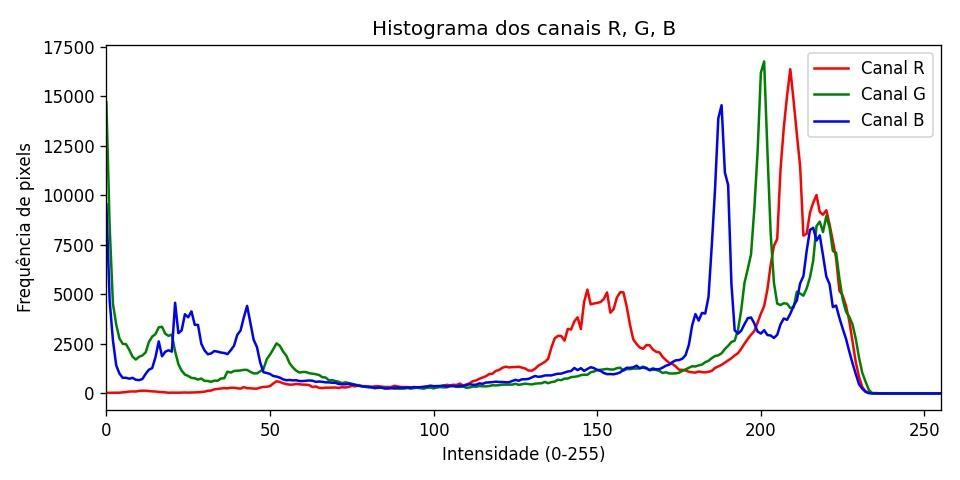 Histograma dos canais R, G, B
Canal R
Canal G
Canal B
Frequência de pixels
17500
15000
12500
10000
7500
5000
2500
0
0 50 100 150 200 250
Intensidade (0-255)